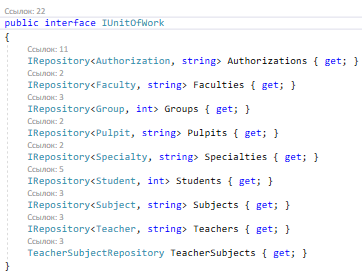 Ссылок: 22
public interface IUnitOfWork
{
Ссылок: 11
IRepository<Authorization, string> Authorizations { get; }
Ссылок: 2
IRepository<Faculty, string> Faculties { get; }
Ссылок: 3
IRepository<Group, int> Groups { get; }
Ссылок: 2
IRepository<Pulpit, string> Pulpits { get; }
Ссылок: 2
IRepository<Specialty, string> Specialties { get; }
Ссылок: 5
IRepository<Student, int> Students { get; }
Ссылок: 3
IRepository<Subject, string> Subjects { get; }
Ссылок: 3
IRepository<Teacher, string> Teachers { get; }
Ссылок: 3
TeacherSubjectRepository TeacherSubjects { get; }
}